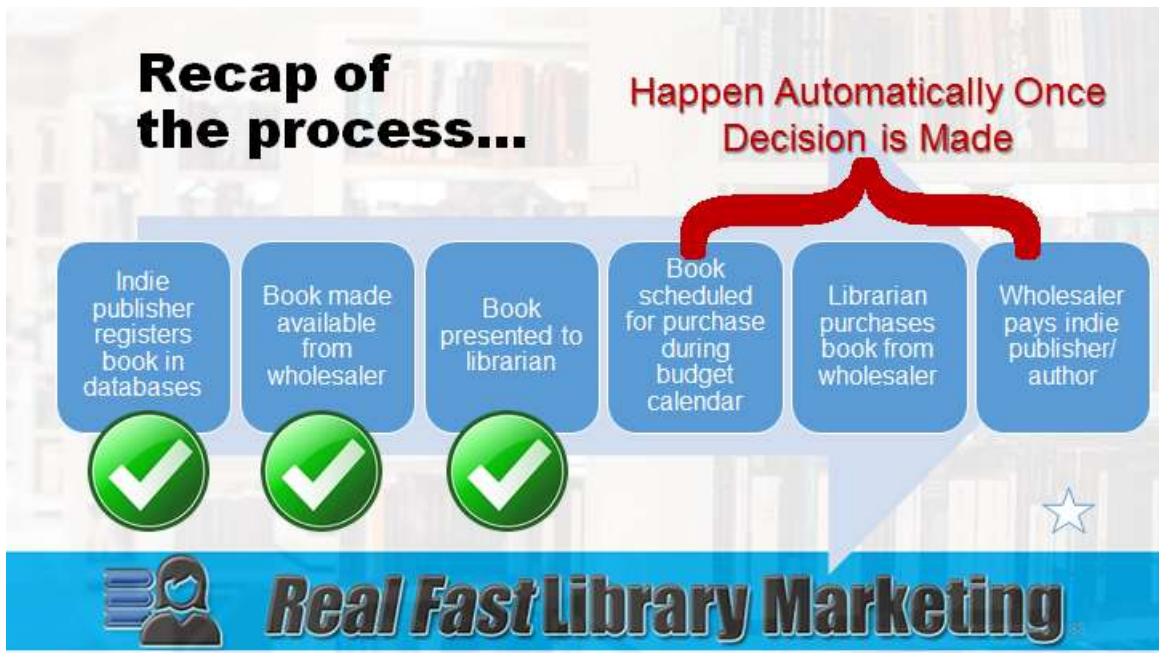 Recap of
the process...
Happen Automatically Once
Decision is Made
Indie
publisher
registers
book in
databases
Book made
available
from
wholesaler
Book
presented to
librarian
Book
scheduled
for purchase
during
budget
calendar
Librarian
purchases
book from
wholesaler
Wholesaler
pays indie
publisher/
author
Real Fast Library Marketing